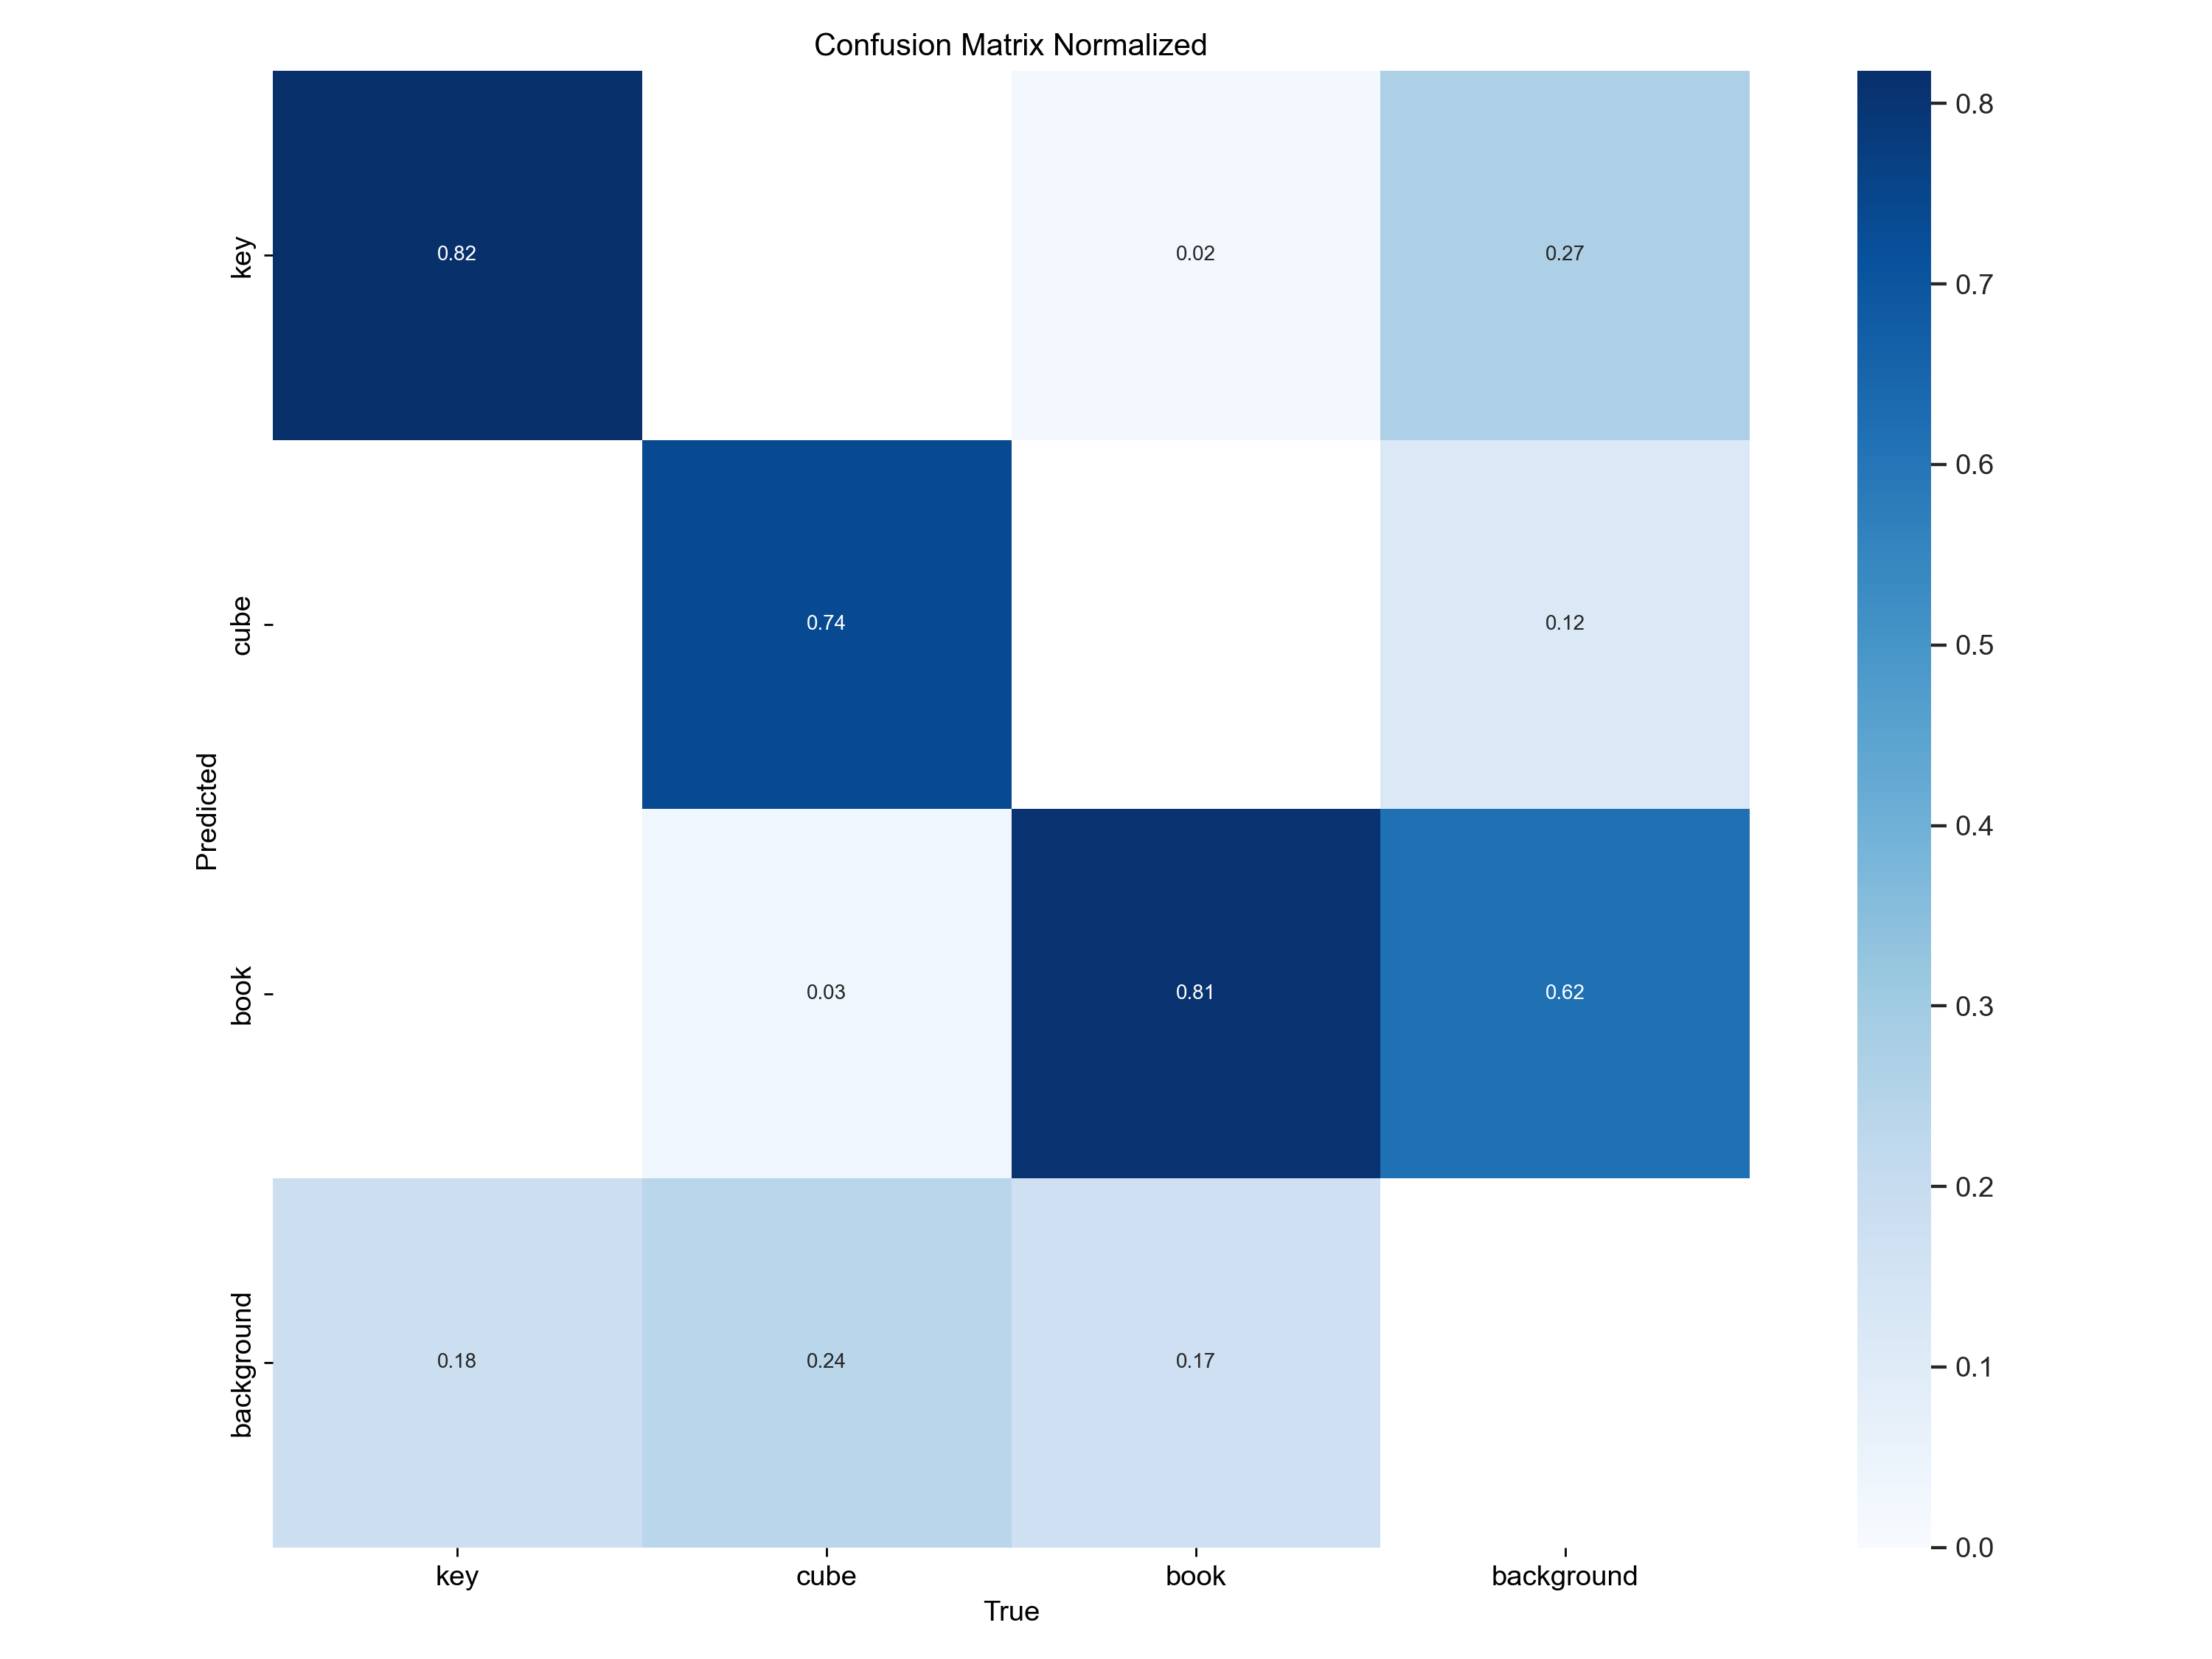 Confusion Matrix Normalized
key
0.82
0.02
0.27
cube
0.74
0.12
book
0.03
0.81
0.62
background
0.18
0.24
0.17
Predicted
key
cube
book
background
True
0.8
0.7
0.6
0.5
0.4
0.3
0.2
0.1
0.0